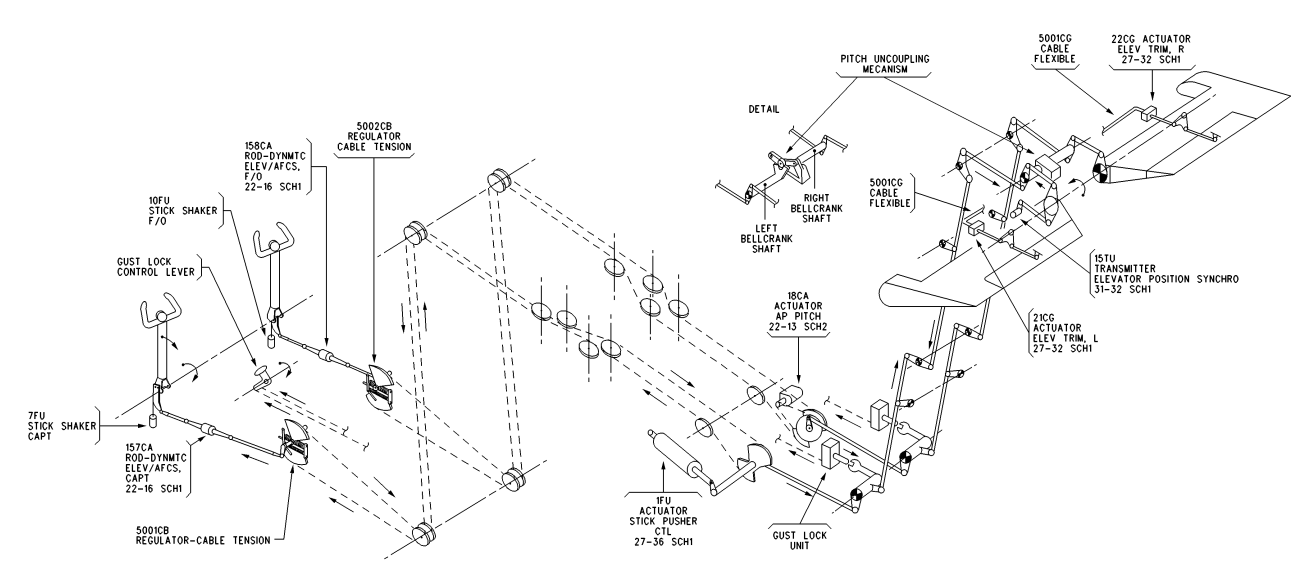 5001CG
CABLE
FLEXIBLE
22CG ACTUATOR
ELEV TRIM, R
27-32 SCH1
PITCH UNCOUPLING
MECANISM
DETAIL
5002CB
REGULATOR
CABLE TENSION
158CA
ROD-DYNMTC
ELEV/AFCS,
F/O
22-16 SCH1
10FU
STICK SHAKER
F/O
GUST LOCK
CONTROL LEVER
5001CG
CABLE
FLEXIBLE
RIGHT
BELLCRANK
SHAFT
LEFT
BELLCRANK
SHAFT
15TU
TRANSMITTER
ELEVATOR POSITION SYNCHRO
31-32 SCH1
18CA
ACTUATOR
AP PITCH
22-13 SCH2
21CG
ACTUATOR
ELEV TRIM, L
27-32 SCH1
7FU
STICK SHAKER
CAPT
157CA
ROD-DYNMTC
ELEV/AFCS,
CAPT
22-16 SCH1
5001CB
REGULATOR-CABLE TENSION
1FU
ACTUATOR
STICK PUSHER
CTL
27-36 SCH1
GUST LOCK
UNIT